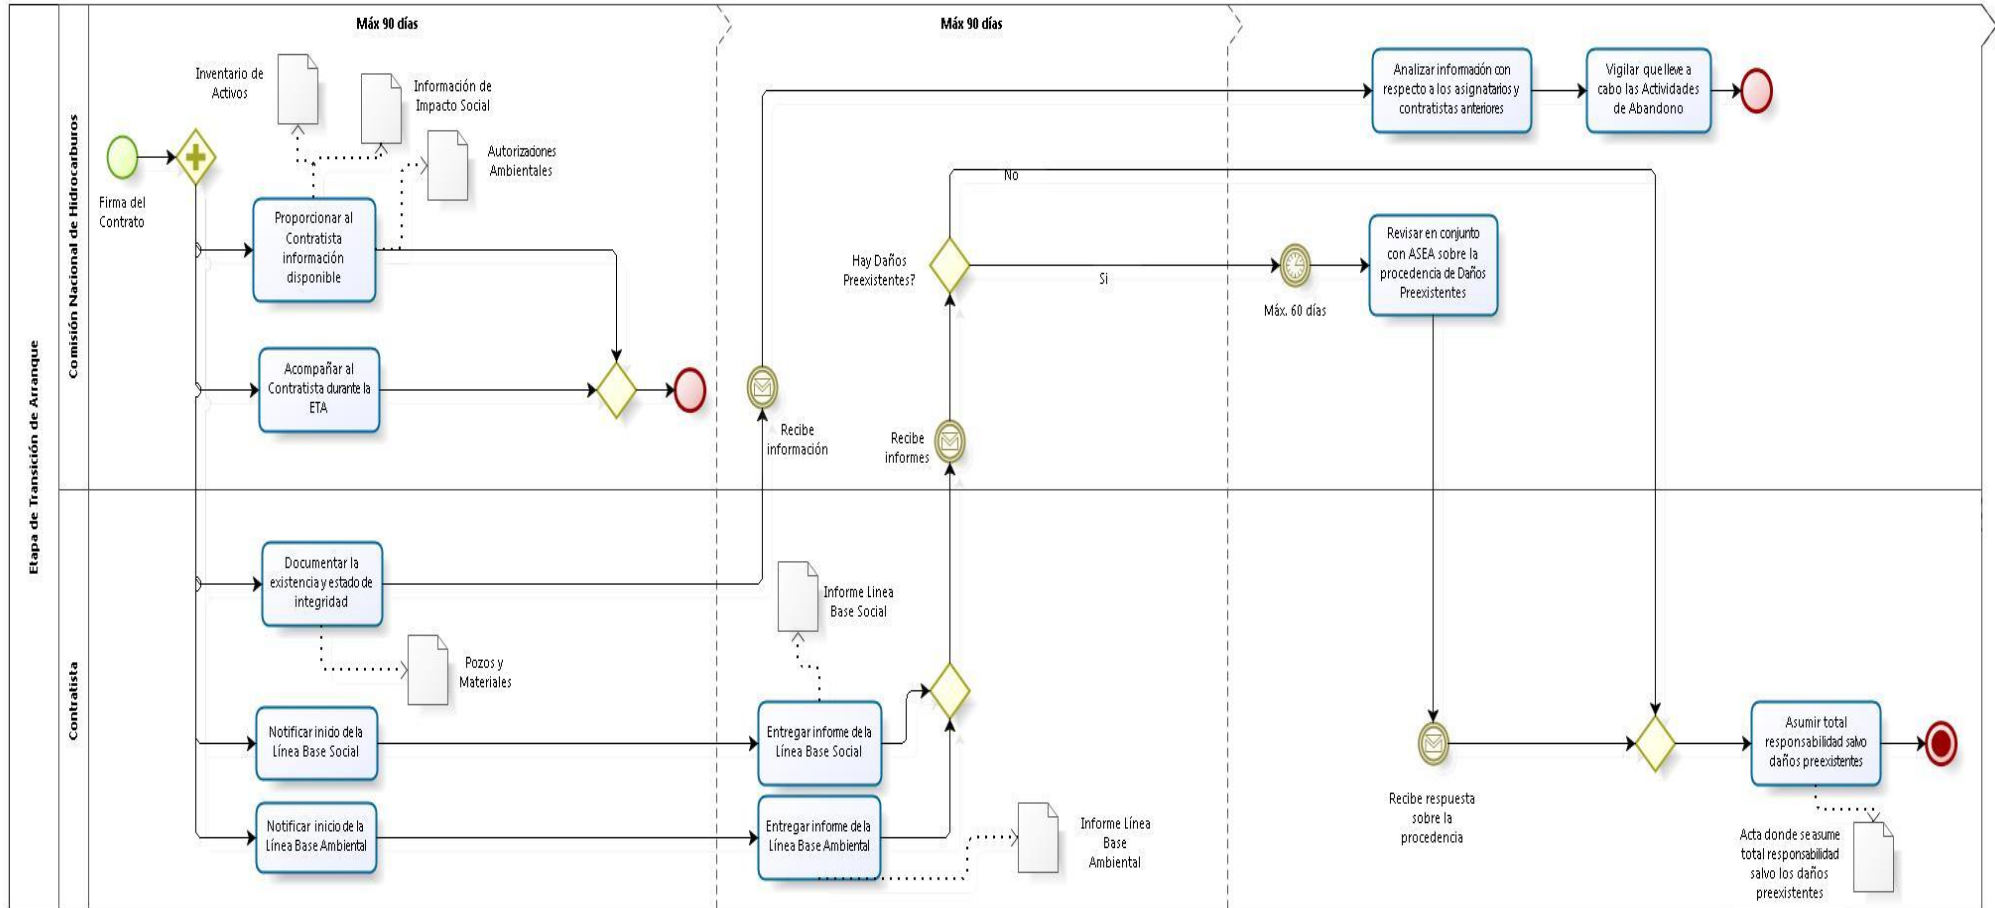 Etapa de Transición de Arranque
Comisión Nacional de Hidrocarburos
Contratista
Máx 90 días
Máx 90 días
Firma del
Contrato
Inventario de
Activos
Información de
Impacto Social
Autorizaciones
Ambientales
Proporcionar al
Contratista
información
disponible
Acompañar al
Contratista durante la
ETA
Recibe
información
Recibe
informes
Hay Daños
Preexistentes?
No
Si
Máx. 60 días
Analizar información con
respecto a los asignatarios y
contratistas anteriores
Vigilar que lleve a
cabo las Actividades
de Abandono
Revisar en conjunto
con ASEA sobre la
procedencia de Daños
Preexistentes
Documentar la
existencia y estado de
integridad
Pozos y
Materiales
Notificar inicio de la
Línea Base Social
Notificar inicio de la
Línea Base Ambiental
Informe Linea
Base Social
Entregar informe de la
Línea Base Social
Entregar informe de la
Línea Base Ambiental
Informe Línea
Base
Ambiental
Recibe respuesta
sobre la
procedencia
Asumir total
responsabilidad salvo
daños preexistentes
Acta donde se asume
total responsabilidad
salvo los daños
preexistentes